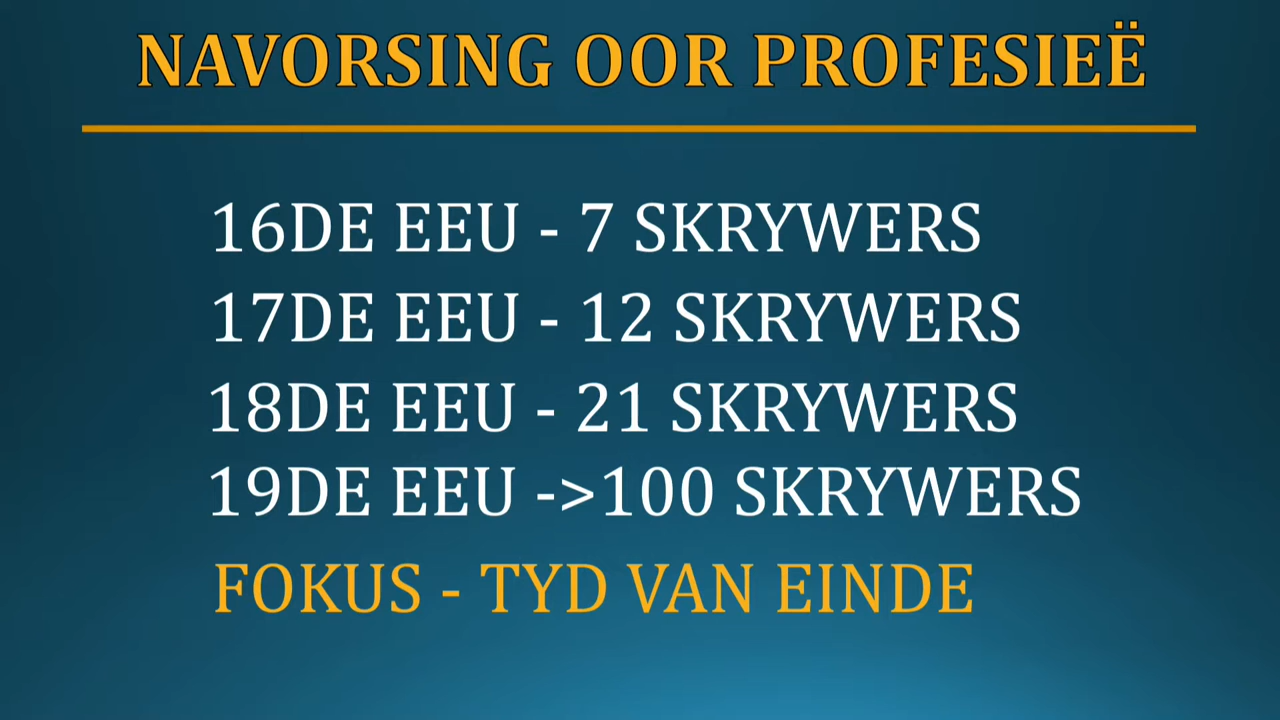 NAVORSING OOR PROFESIEË
16DE EEU - 7 SKRYWERS
17DE EEU - 12 SKRYWERS
18DE EEU - 21 SKRYWERS
19DE EEU ->100 SKRYWERS
FOKUS - TYD VAN EINDE